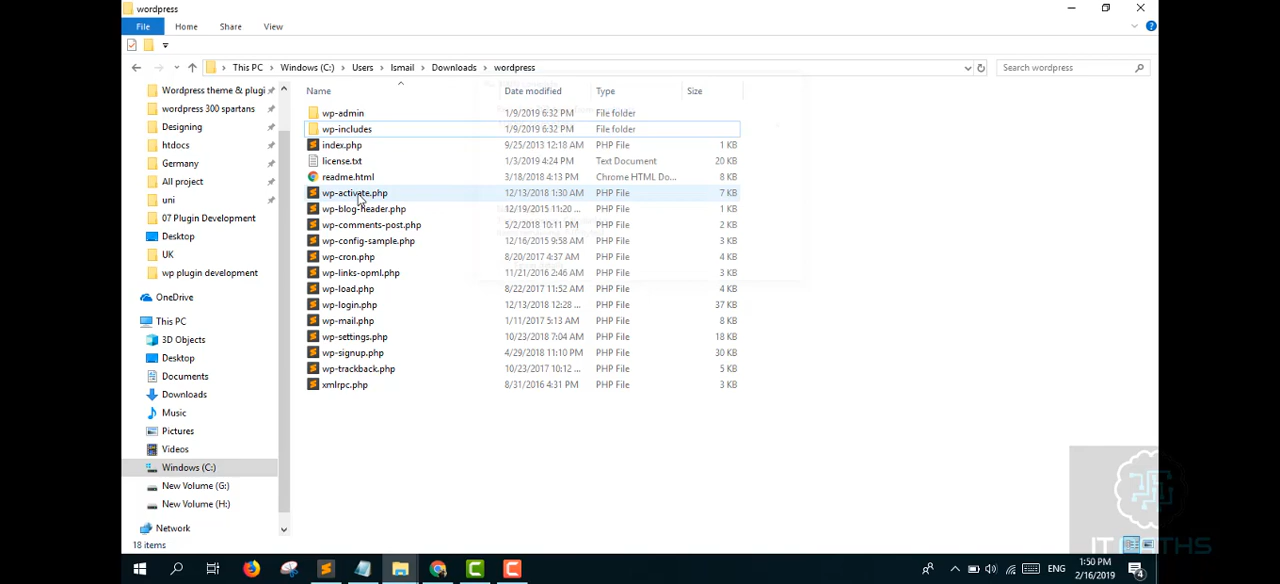 wordpress
File Home Share View
This PC Windows (C:) Users Ismail Downloads wordpress
Search wordpress
Name Date modified Type Size
wp-admin 1/9/2019 6:32 PM File folder
wp-includes 1/9/2019 6:32 PM File folder
index.php 9/25/2013 12:18 AM PHP File 1 KB
license.txt 1/3/2019 4:24 PM Text Document 20 KB
readme.html 3/18/2018 4:13 PM Chrome HTML Do... 8 KB
wp-activate.php 12/13/2018 1:30 AM PHP File 7 KB
wp-blog-header.php 12/19/2015 11:20 ... PHP File 1 KB
wp-comments-post.php 5/2/2018 10:11 PM PHP File 2 KB
wp-config-sample.php 12/16/2015 9:58 AM PHP File 3 KB
wp-cron.php 8/20/2017 4:37 AM PHP File 4 KB
wp-links-opml.php 11/21/2016 2:46 AM PHP File 3 KB
wp-load.php 8/22/2017 11:52 AM PHP File 4 KB
wp-login.php 12/13/2018 12:28 ... PHP File 37 KB
wp-mail.php 1/11/2017 5:13 AM PHP File 8 KB
wp-settings.php 10/23/2018 7:04 AM PHP File 18 KB
wp-signup.php 4/29/2018 11:10 PM PHP File 30 KB
wp-trackback.php 10/23/2017 10:12 ... PHP File 5 KB
xmlrpc.php 8/31/2016 4:31 PM PHP File 3 KB
Wordpress theme & plugi
wordpress 300 spartans
Designing
htdocs
Germany
All project
uni
07 Plugin Development
Desktop
UK
wp plugin development
OneDrive
This PC
3D Objects
Desktop
Documents
Downloads
Music
Pictures
Videos
Windows (C:)
New Volume (G:)
New Volume (H:)
Network
18 items
ENG
1:50 PM
2/16/2019
4